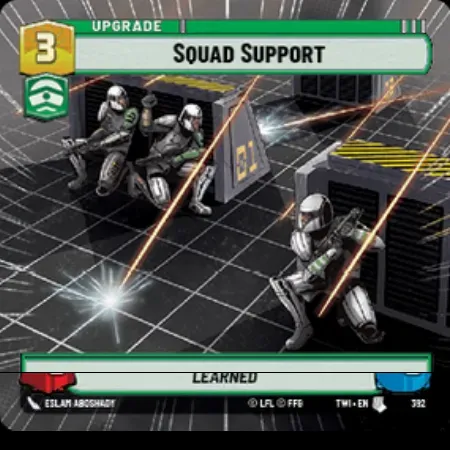 UPGRADE
3
SQUAD SUPPORT
01
LEARNED
ESLAM ABOSHADY
Ⓒ LFL Ⓟ FFG
TWI • EN
392